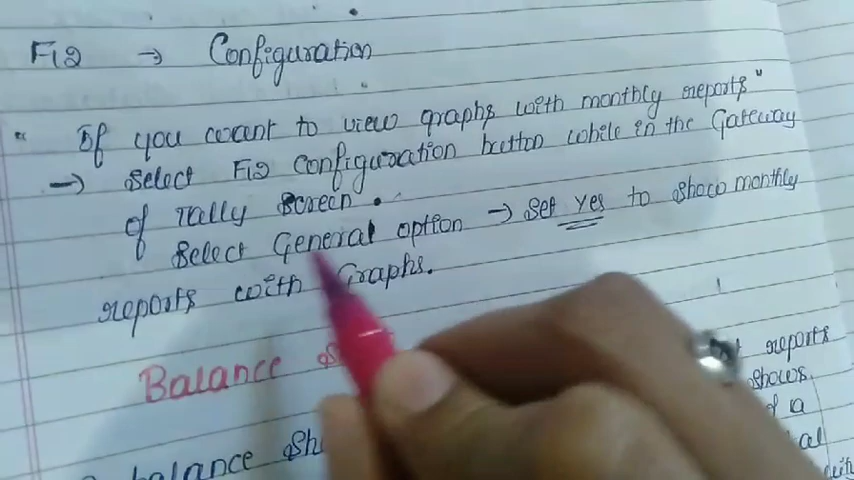 F12 → Configuration
" If you want to view graphs with monthly reports"
→ Select F12 Configuration button while in the Gateway
of Tally Screen.
Select General option → Set Yes to show monthly
reports with Graphs.
Balance
reports
shows.
of a
balance